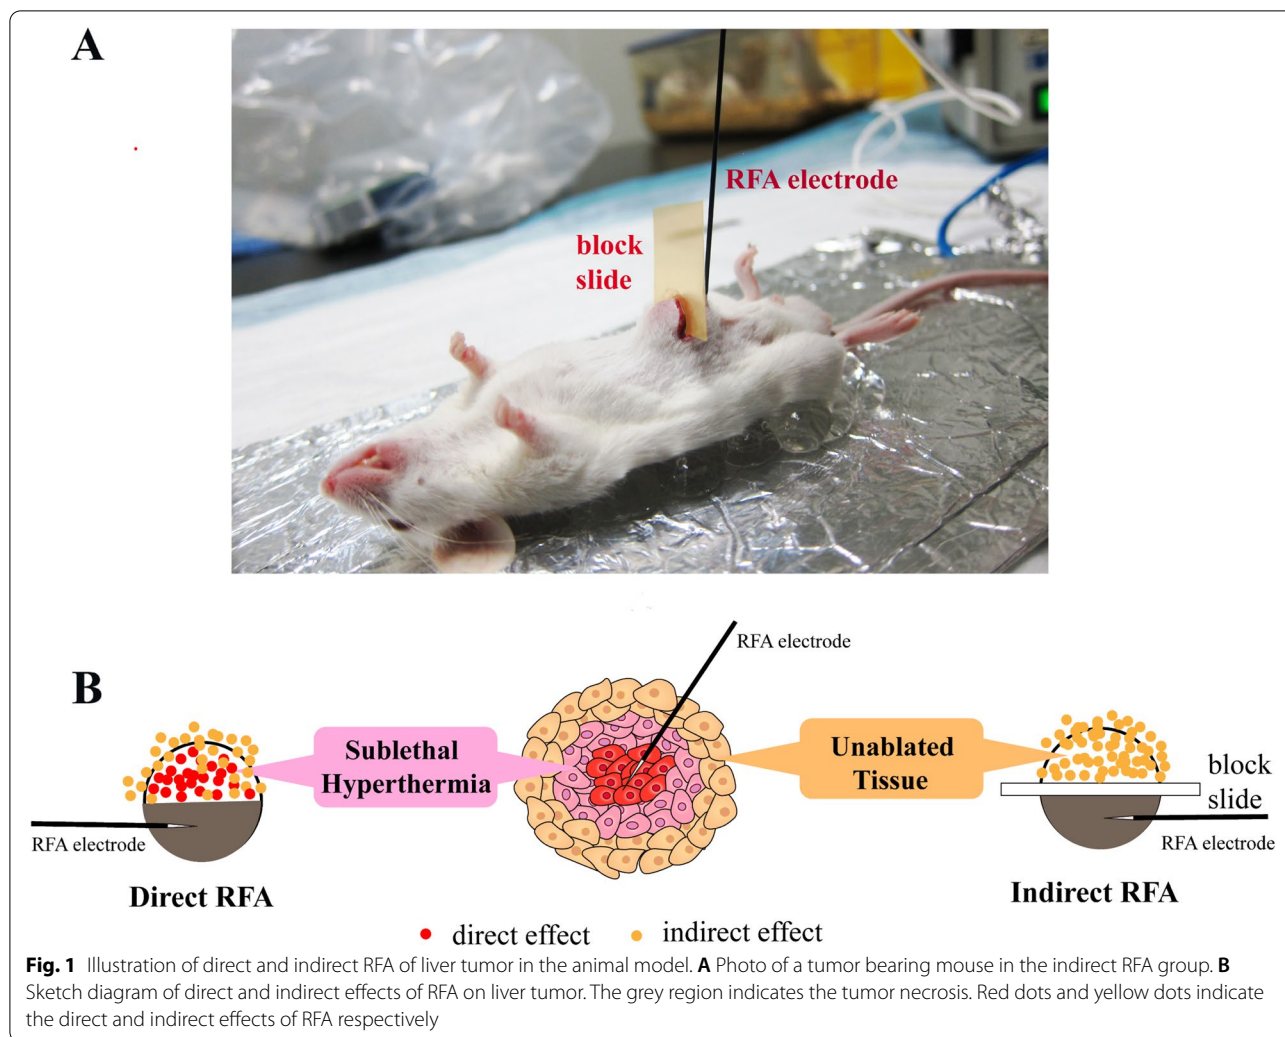 A
RFA electrode
block
slide
B
RFA electrode
Sublethal
Hyperthermia
Unablated
Tissue
block
slide
RFA electrode
RFA electrode
Direct RFA
Indirect RFA
direct effect
indirect effect
Fig. 1 Illustration of direct and indirect RFA of liver tumor in the animal model. A Photo of a tumor bearing mouse in the indirect RFA group. B
Sketch diagram of direct and indirect effects of RFA on liver tumor. The grey region indicates the tumor necrosis. Red dots and yellow dots indicate
the direct and indirect effects of RFA respectively